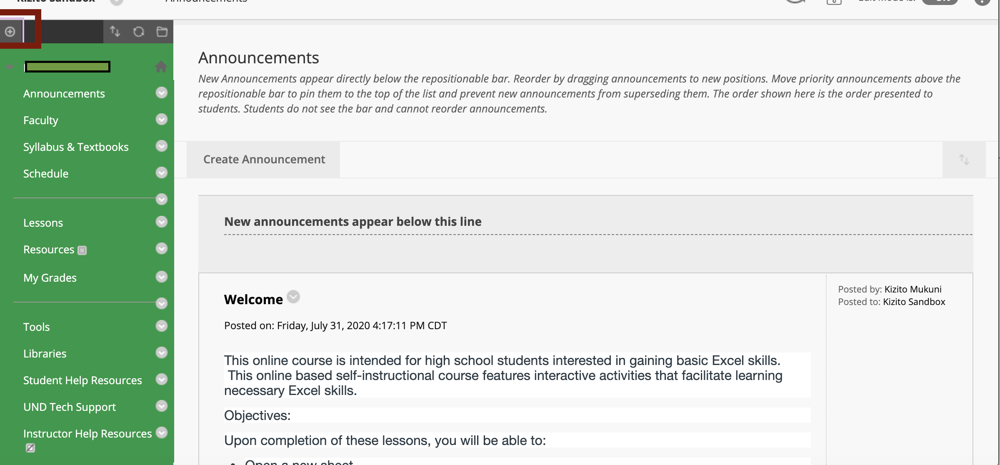 Kizito Sandbox
Announcements
Edit Mode is:
ON
Announcements
Faculty
Syllabus & Textbooks
Schedule
Lessons
Resources
My Grades
Tools
Libraries
Student Help Resources
UND Tech Support
Instructor Help Resources
Announcements
New Announcements appear directly below the repositionable bar. Reorder by dragging announcements to new positions. Move priority announcements above the
repositionable bar to pin them to the top of the list and prevent new announcements from superseding them. The order shown here is the order presented to
students. Students do not see the bar and cannot reorder announcements.
Create Announcement
New announcements appear below this line
Welcome
Posted on: Friday, July 31, 2020 4:17:11 PM CDT
This online course is intended for high school students interested in gaining basic Excel skills.
This online based self-instructional course features interactive activities that facilitate learning
necessary Excel skills.
Objectives:
Upon completion of these lessons, you will be able to:
• Open a new sheet
Posted by: Kizito Mukuni
Posted to: Kizito Sandbox